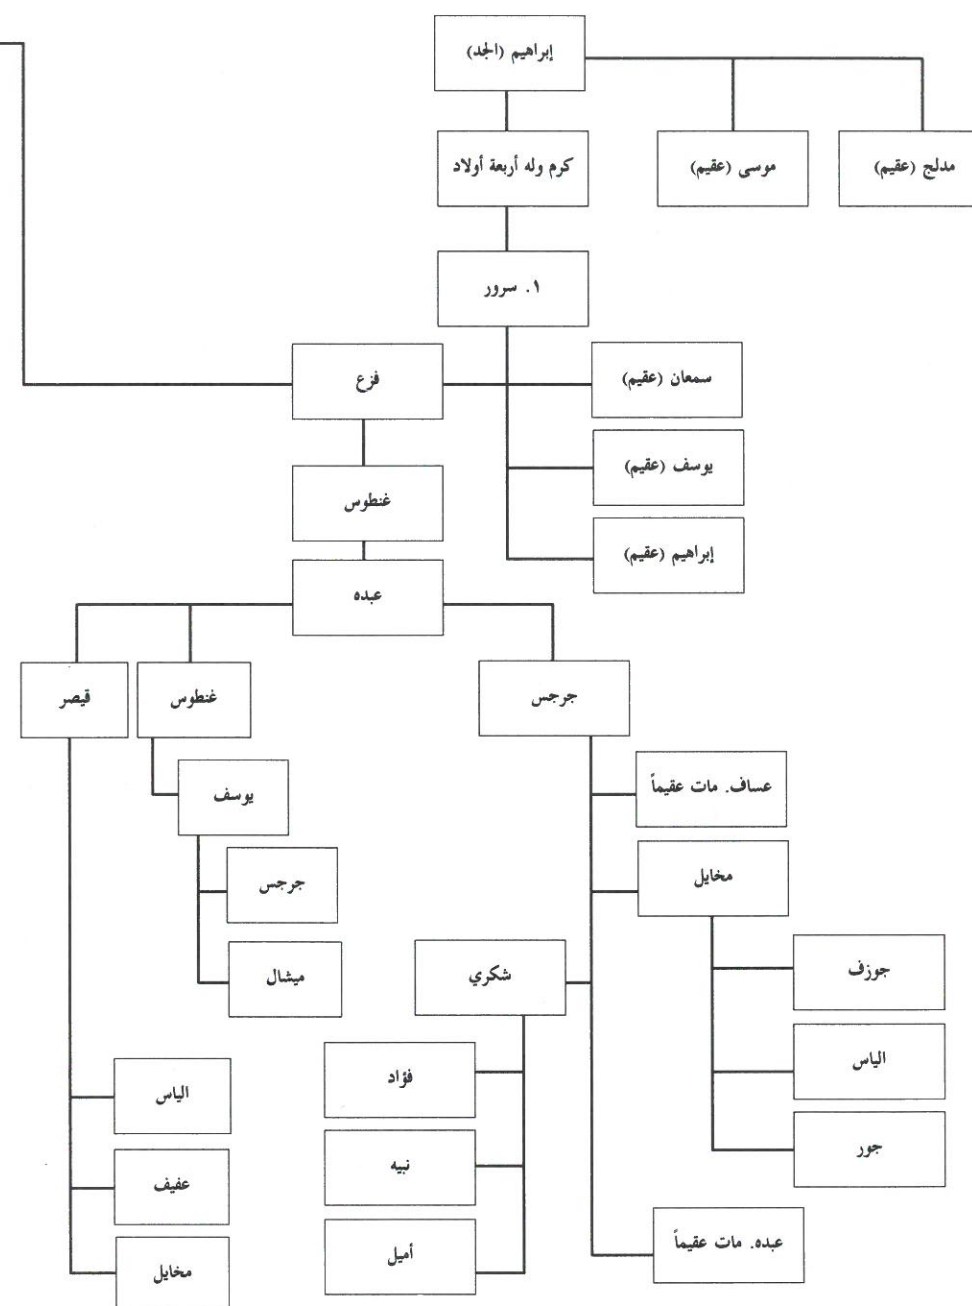 إبراهيم (الجد)
مدلج (عقيم)
موسى (عقيم)
كرم وله أربعة أولاد
١. سرور
سمعان (عقيم)
فزع
يوسف (عقيم)
غنطوس
إبراهيم (عقيم)
عبده
جرجس
غنطوس
قيصر
عساف. مات عقيماً
يوسف
مخايل
جرجس
جوزف
شكري
ميشال
الياس
فؤاد
الياس
جور
نبيه
عفيف
عبده. مات عقيماً
أميل
مخايل